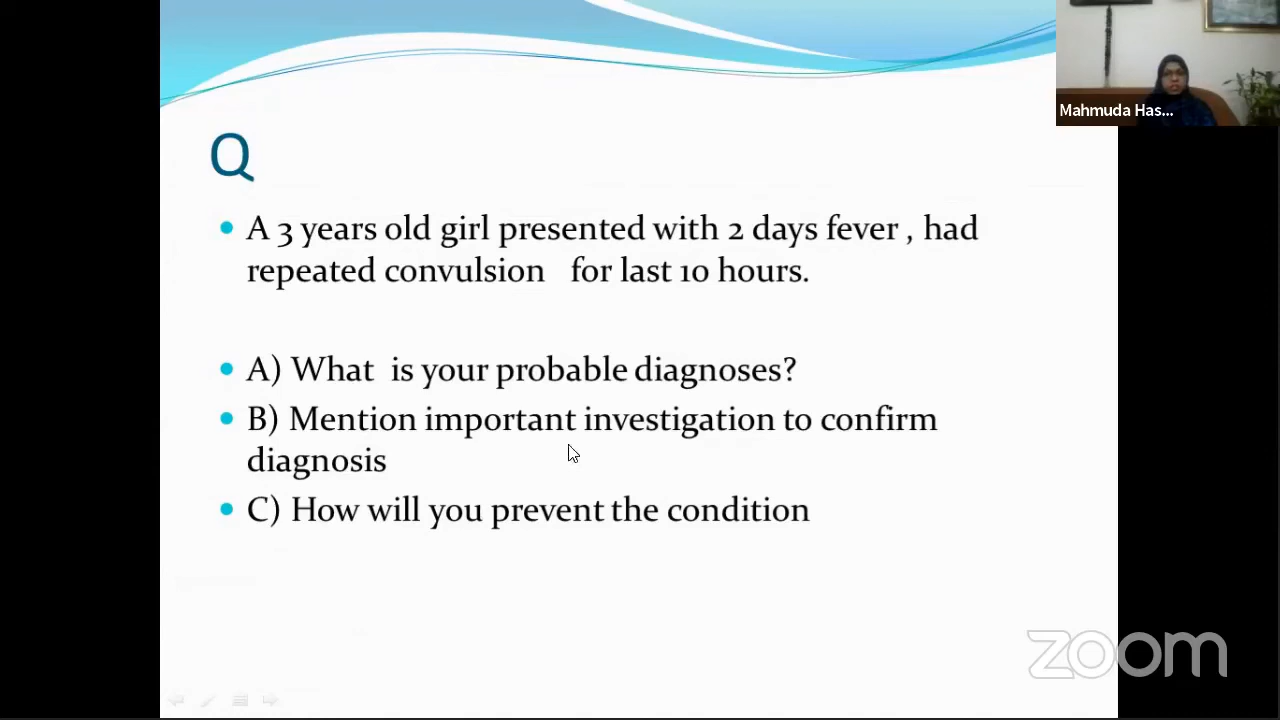 Mahmuda Has...
Q
• A 3 years old girl presented with 2 days fever , had
repeated convulsion for last 10 hours.
• A) What is your probable diagnoses?
• B) Mention important investigation to confirm
diagnosis
• C) How will you prevent the condition
zoom